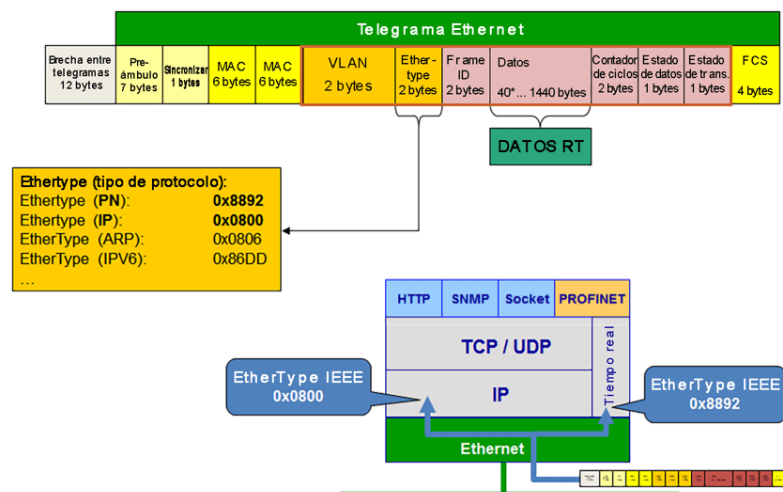 Telegrama Ethernet
Brecha entre
telegramas
12 bytes
Pre-
ámbulo
7 bytes
Sincronizar
1 bytes
MAC
6 bytes
MAC
6 bytes
VLAN
2 bytes
Ether-
type
2 bytes
Frame
ID
2 bytes
Datos
40*... 1440 bytes
Contador
de ciclos
2 bytes
Estado
de datos
1 bytes
Estado
de trans.
1 bytes
FCS
4 bytes
DATOS RT
Ethertype (tipo de protocolo):
Ethertype (PN): 0x8892
Ethertype (IP): 0x0800
EtherType (ARP): 0x0806
EtherType (IPV6): 0x86DD
...
HTTP
SNMP
Socket
PROFINET
TCP / UDP
IP
Tiempo real
EtherType IEEE
0x0800
EtherType IEEE
0x8892
Ethernet